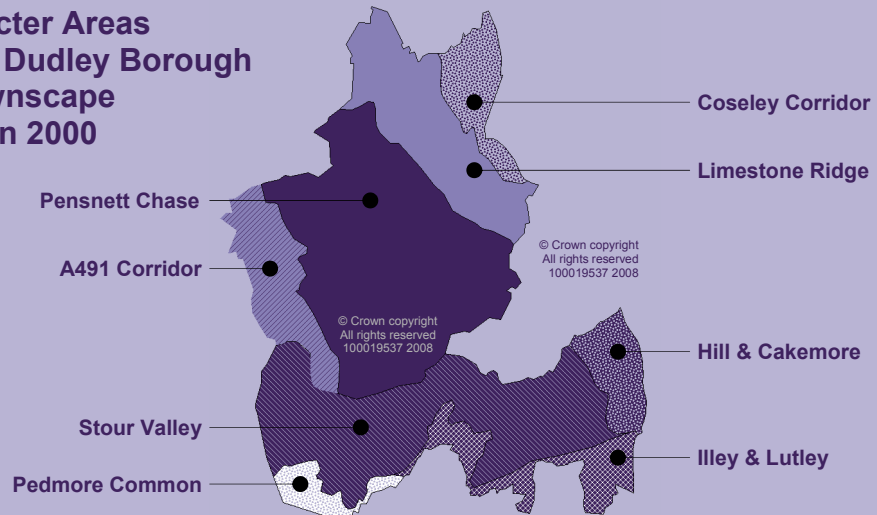 cter Areas
Dudley Borough
wnscape
n 2000
Coseley Corridor
Limestone Ridge
Pensnett Chase
© Crown copyright
All rights reserved
100019537 2008
A491 Corridor
© Crown copyright
All rights reserved
100019537 2008
Hill & Cakemore
Stour Valley
Illey & Lutley
Pedmore Common